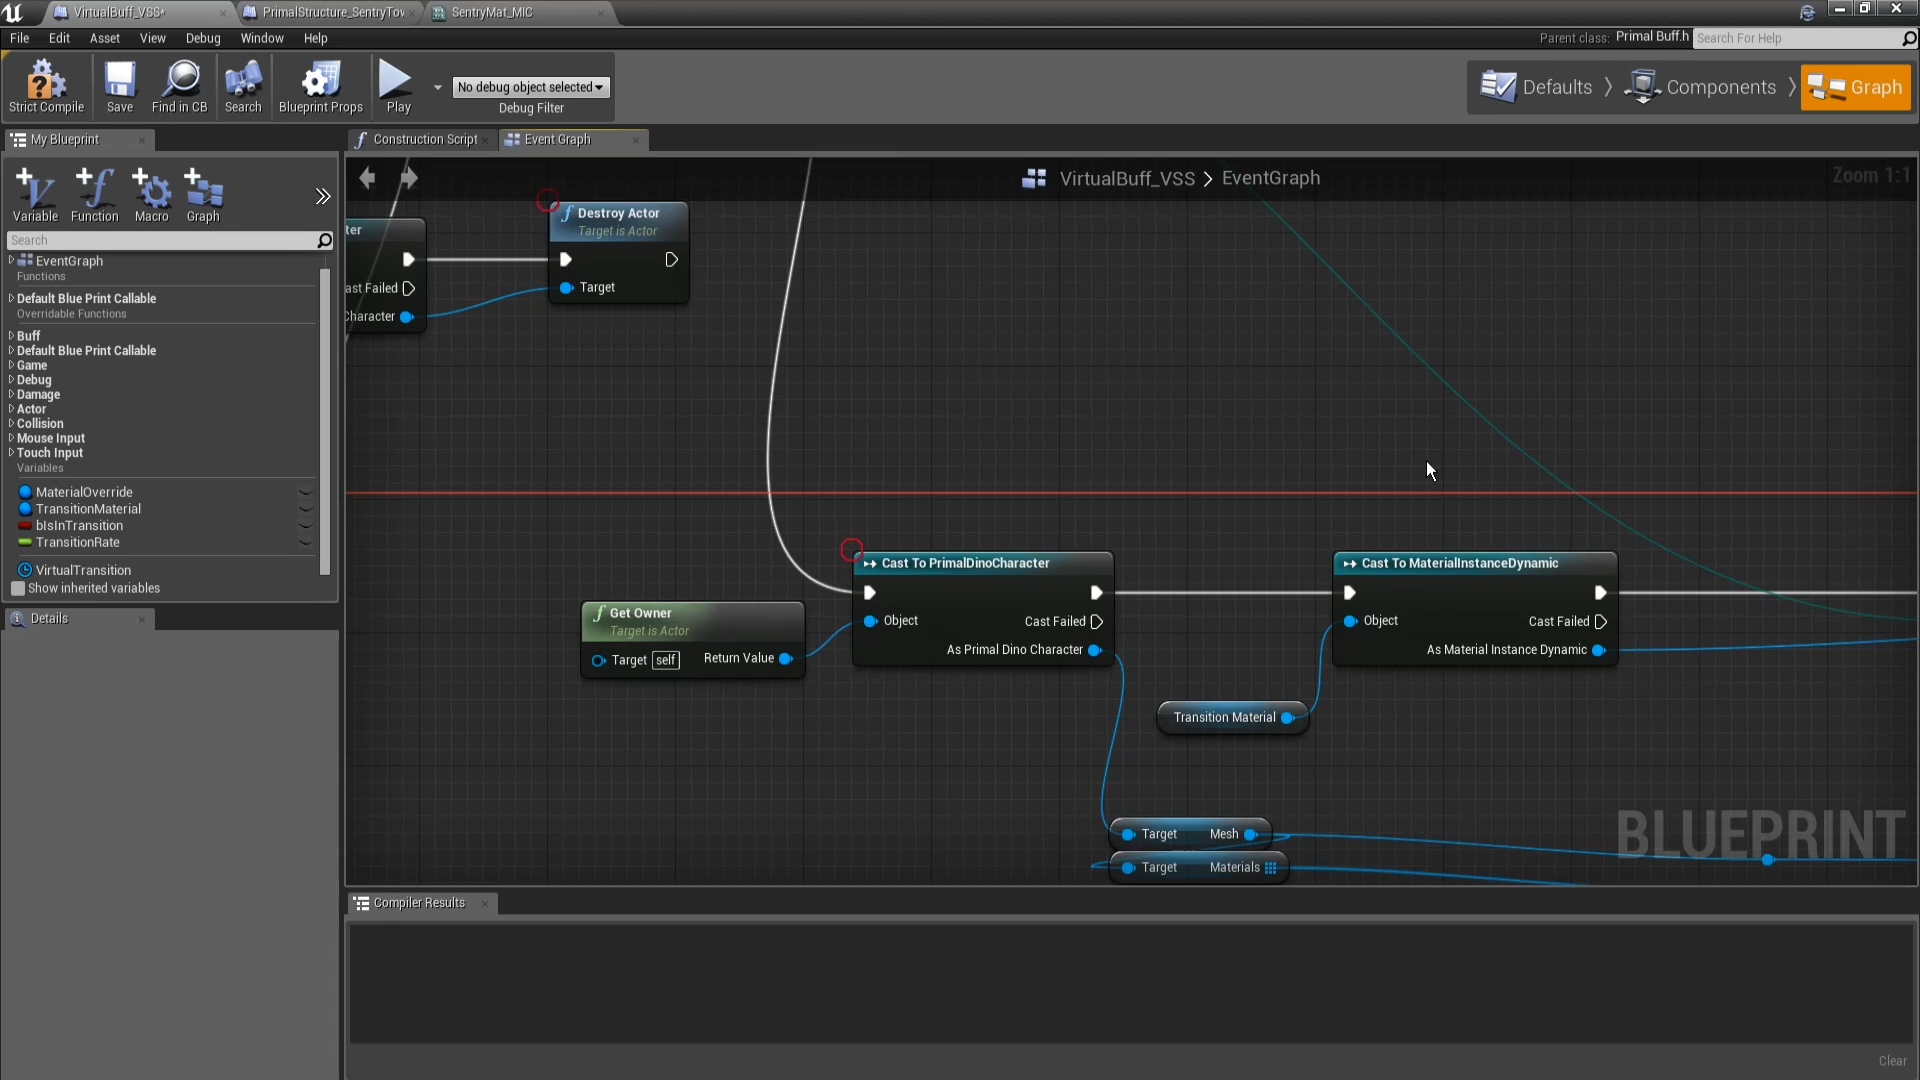 VirtualBuff_VSS*
PrimalStructure_SentryTov
SentryMat_MIC
File Edit Asset View Debug Window Help
Parent class: Primal Buff.h Search For Help
Strict Compile
Save
Find in CB
Search
Blueprint Props
Play
No debug object selected
Debug Filter
Defaults
Components
Graph
My Blueprint
Construction Script
Event Graph
Variable
Function
Macro
Graph
Search
VirtualBuff_VSS > EventGraph
Zoom 1:1
EventGraph
Functions
Default Blue Print Callable
Overridable Functions
Buff
Default Blue Print Callable
Game
Debug
Damage
Actor
Collision
Mouse Input
Touch Input
Variables
MaterialOverride
TransitionMaterial
bIsInTransition
TransitionRate
VirtualTransition
Show inherited variables
Details
ter
ast Failed
Character
Destroy Actor
Target is Actor
Target
Get Owner
Target is Actor
Target self Return Value
Cast To PrimalDinoCharacter
Object
Cast Failed
As Primal Dino Character
Cast To MaterialInstanceDynamic
Object
Cast Failed
As Material Instance Dynamic
Transition Material
Target Mesh
Target Materials
BLUEPRINT
Compiler Results
Clear